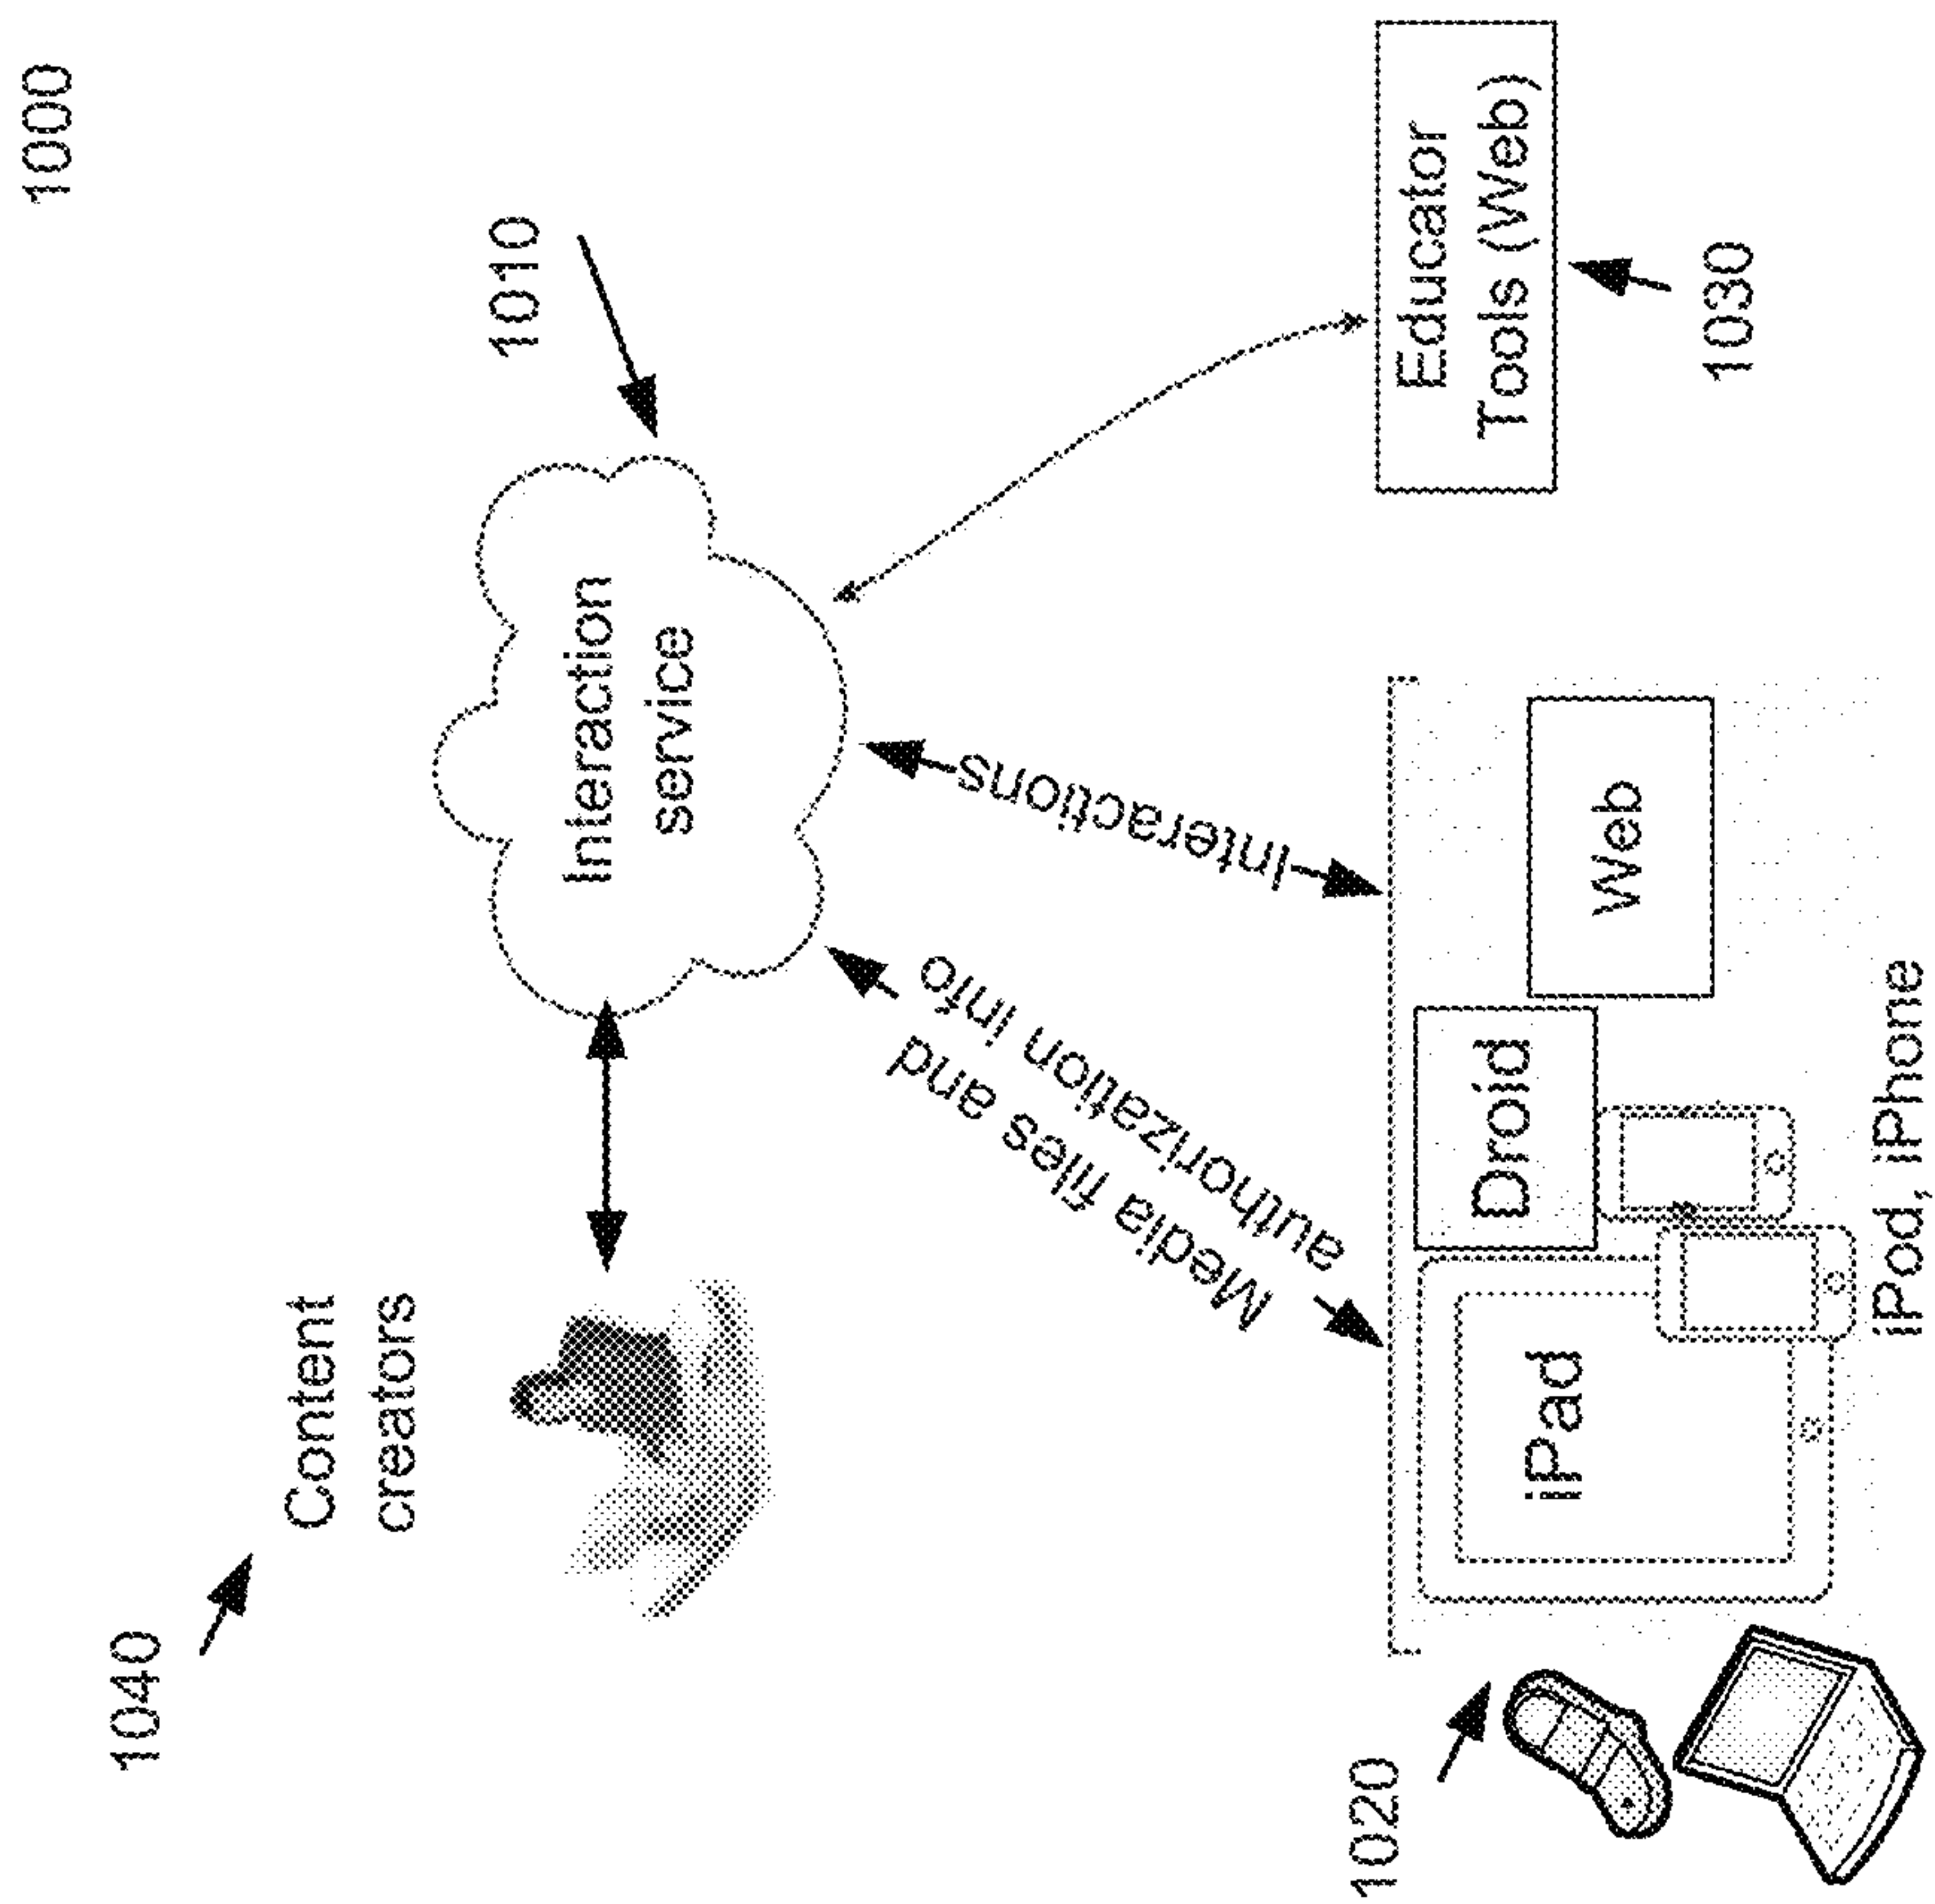 1000
1040
Content
creators
1010
Interaction
service
Media files and
authorization info
Interactions
1020
iPad
Droid
Web
iPod, iPhone
Educator
Tools (Web)
1030